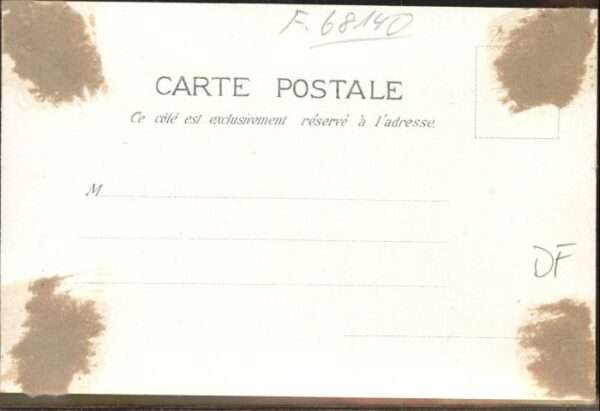 F. 68140
CARTE POSTALE
Ce côté est exclusivement réservé à l'adresse.
M
DF